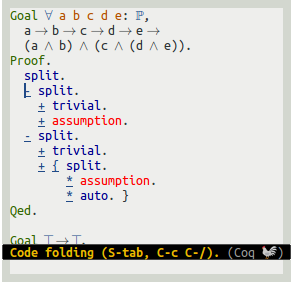 Goal ∀ a b c d e: ℙ,
a → b → c → d → e →
(a ∧ b) ∧ (c ∧ (d ∧ e)).
Proof.
split.
- split.
+ trivial.
+ assumption.
- split.
+ trivial.
+ { split.
* assumption.
* auto. }
Qed.
Goal ⊤ → ⊤.
Code folding (S-tab, C-c C-/). (Coq 🐓)